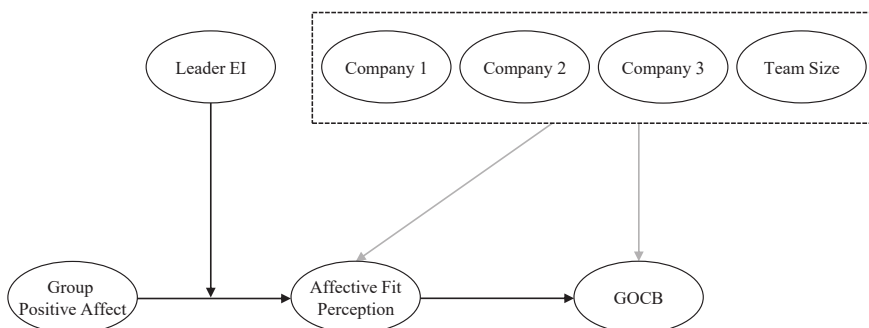 Leader EI
Company 1
Company 2
Company 3
Team Size
Group
Positive Affect
Affective Fit
Perception
GOCB